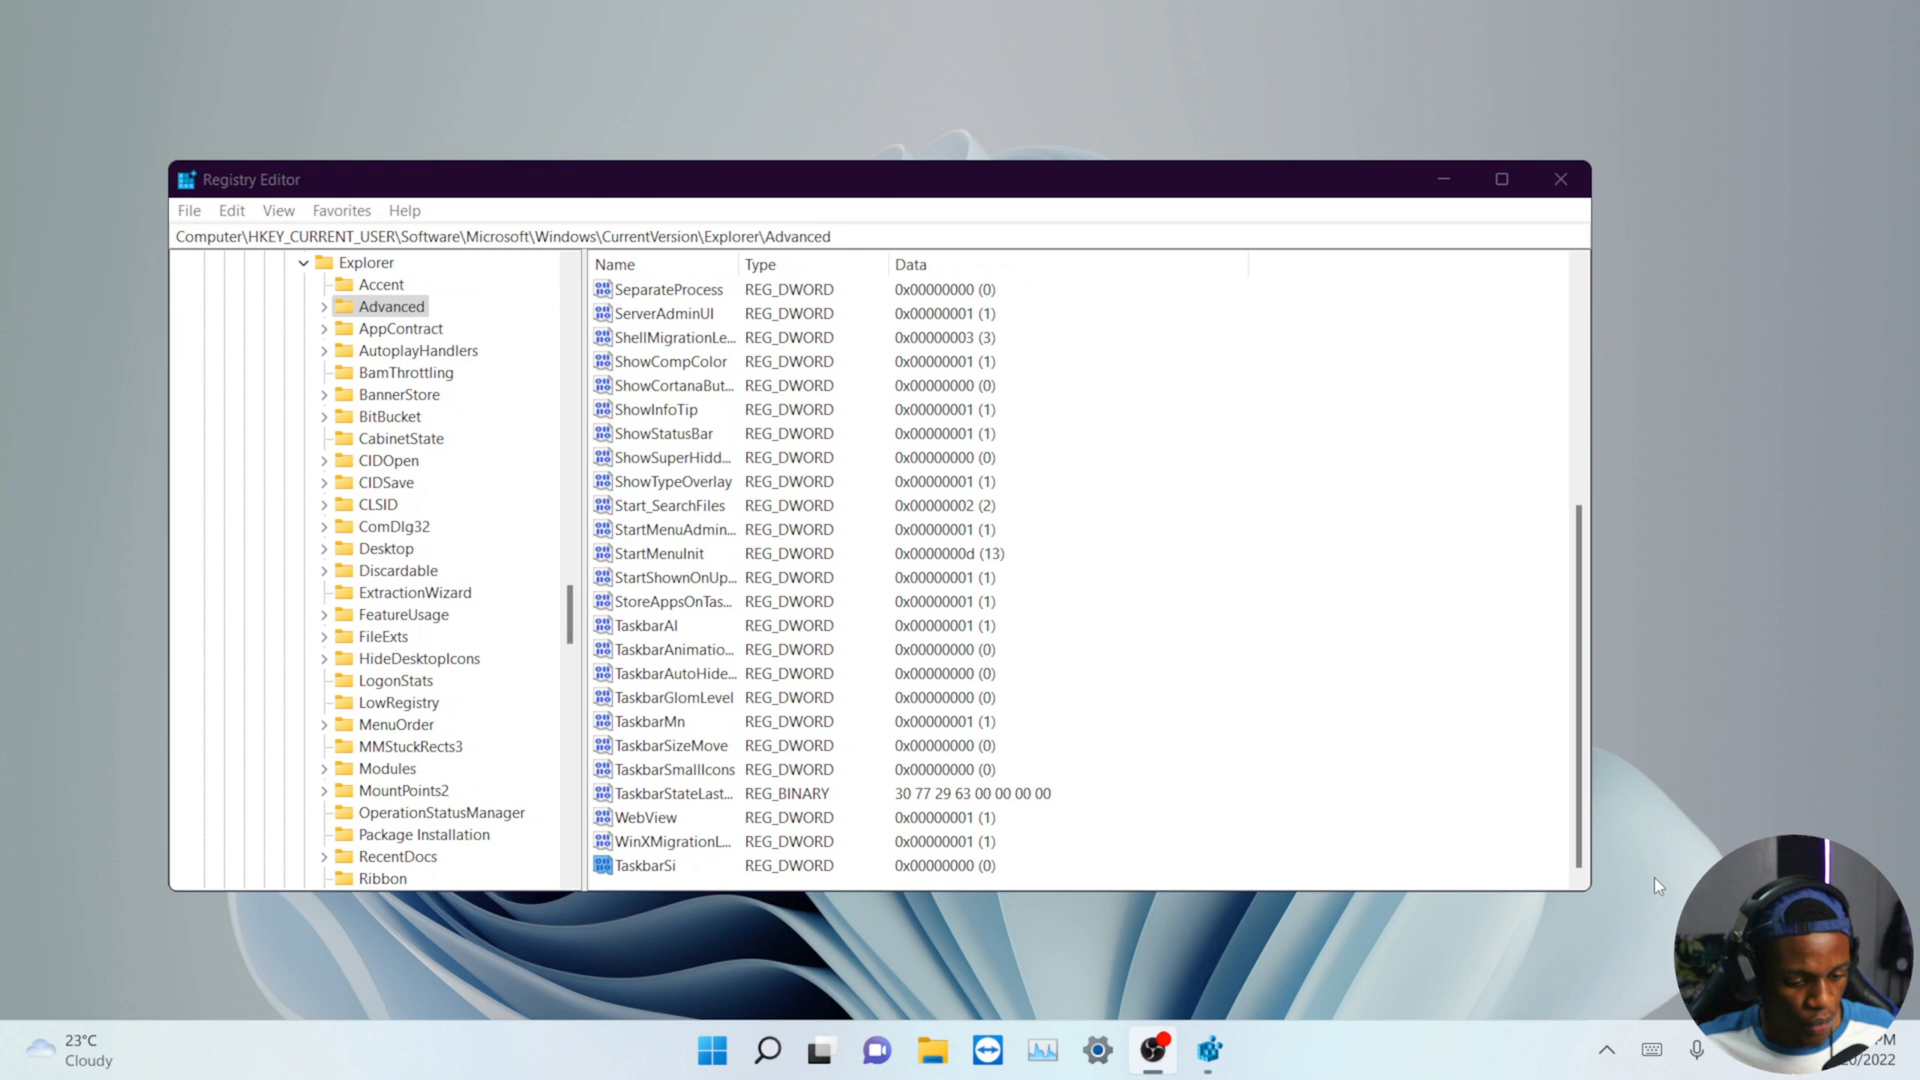 Registry Editor
File Edit View Favorites Help
Computer\HKEY_CURRENT_USER\Software\Microsoft\Windows\CurrentVersion\Explorer\Advanced
Explorer
Accent
Advanced
AppContract
AutoplayHandlers
BamThrottling
BannerStore
BitBucket
CabinetState
CIDOpen
CIDSave
CLSID
ComDlg32
Desktop
Discardable
ExtractionWizard
FeatureUsage
FileExts
HideDesktopIcons
LogonStats
LowRegistry
MenuOrder
MMStuckRects3
Modules
MountPoints2
OperationStatusManager
Package Installation
RecentDocs
Ribbon
Name Type Data
SeparateProcess REG_DWORD 0x00000000 (0)
ServerAdminUI REG_DWORD 0x00000001 (1)
ShellMigrationLe... REG_DWORD 0x00000003 (3)
ShowCompColor REG_DWORD 0x00000001 (1)
ShowCortanaBut... REG_DWORD 0x00000000 (0)
ShowInfoTip REG_DWORD 0x00000001 (1)
ShowStatusBar REG_DWORD 0x00000001 (1)
ShowSuperHidd... REG_DWORD 0x00000000 (0)
ShowTypeOverlay REG_DWORD 0x00000001 (1)
Start_SearchFiles REG_DWORD 0x00000002 (2)
StartMenuAdmin... REG_DWORD 0x00000001 (1)
StartMenuInit REG_DWORD 0x0000000d (13)
StartShownOnUp... REG_DWORD 0x00000001 (1)
StoreAppsOnTas... REG_DWORD 0x00000001 (1)
TaskbarAl REG_DWORD 0x00000001 (1)
TaskbarAnimatio... REG_DWORD 0x00000000 (0)
TaskbarAutoHide... REG_DWORD 0x00000000 (0)
TaskbarGlomLevel REG_DWORD 0x00000000 (0)
TaskbarMn REG_DWORD 0x00000001 (1)
TaskbarSizeMove REG_DWORD 0x00000000 (0)
TaskbarSmallIcons REG_DWORD 0x00000000 (0)
TaskbarStateLast... REG_BINARY 30 77 29 63 00 00 00 00
WebView REG_DWORD 0x00000001 (1)
WinXMigrationL... REG_DWORD 0x00000001 (1)
TaskbarSi REG_DWORD 0x00000000 (0)
23°C
Cloudy
PM
/2022